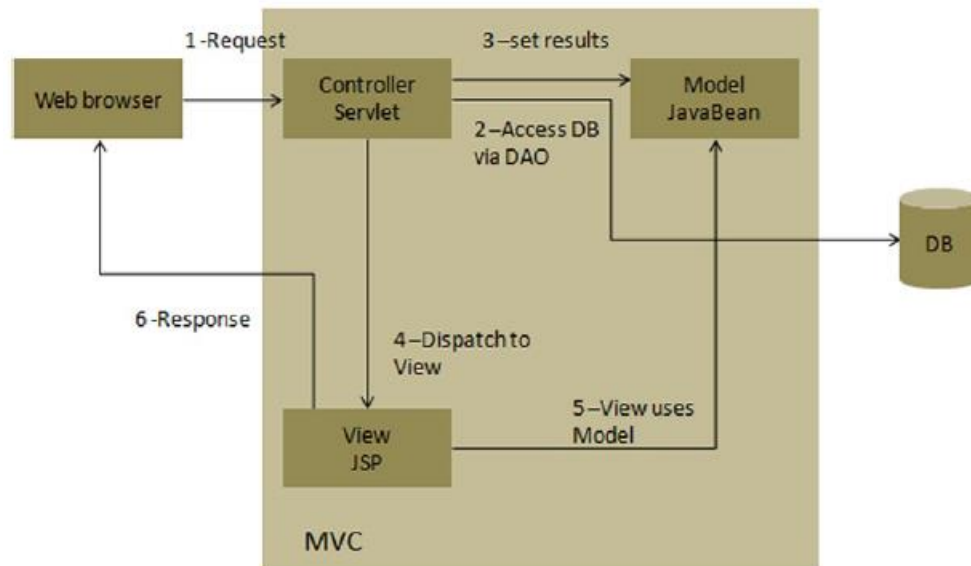 1 -Request
3 –set results
Web browser
Controller
Servlet
Model
JavaBean
2 –Access DB
via DAO
DB
6 -Response
4 –Dispatch to
View
5 –View uses
Model
View
JSP
MVC